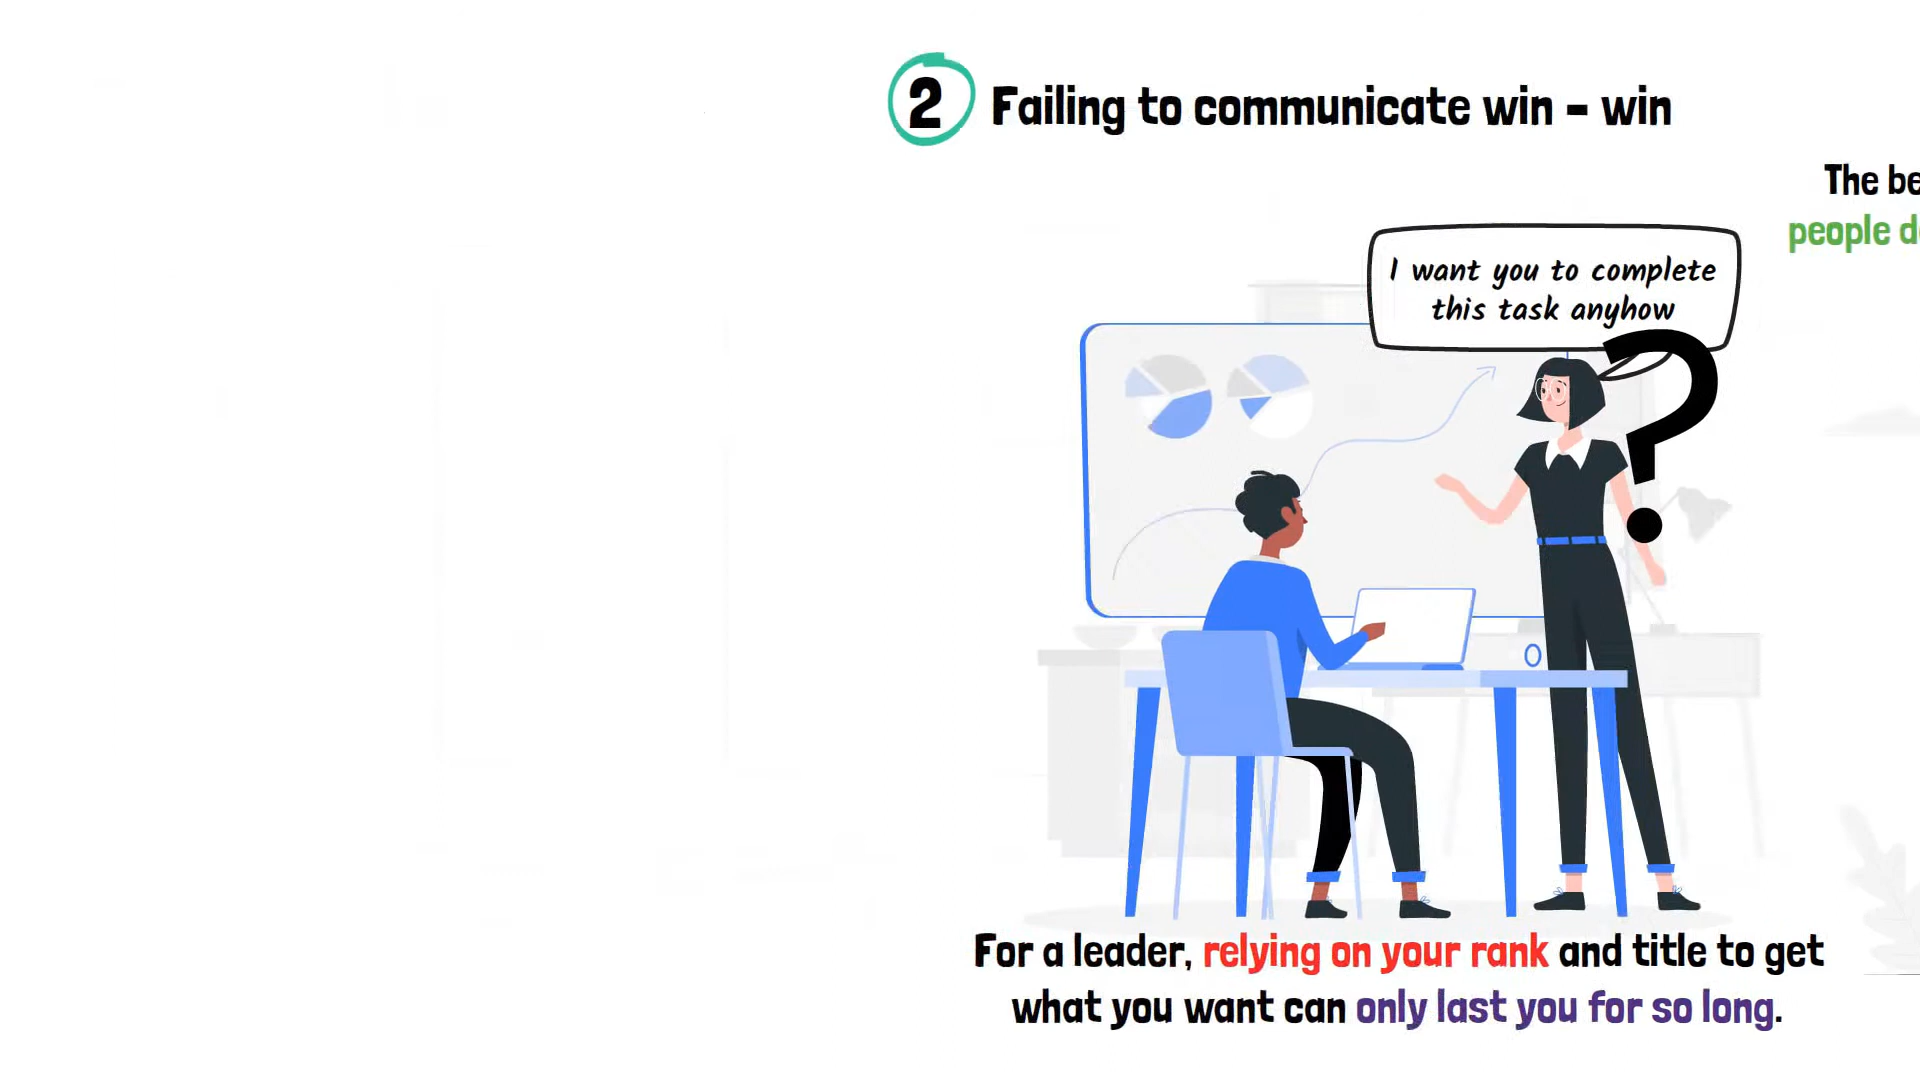 2 Failing to communicate win - win
The be
people d
I want you to complete
this task anyhow
?
For a leader, relying on your rank and title to get
what you want can only last you for so long.